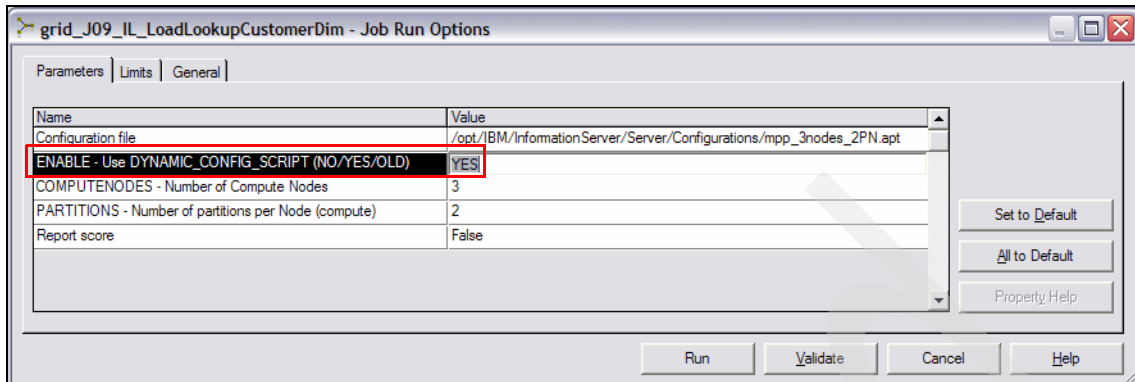 grid_J09_IL_LoadLookupCustomerDim - Job Run Options
Parameters Limits General
Name Value
Configuration file /opt/IBM/InformationServer/Server/Configurations/mpp_3nodes_2PN.apt
ENABLE - Use DYNAMIC_CONFIG_SCRIPT (NO/YES/OLD) YES
COMPUTENODES - Number of Compute Nodes 3
PARTITIONS - Number of partitions per Node (compute) 2
Report score False
Set to Default
All to Default
Property Help
Run Validate Cancel Help